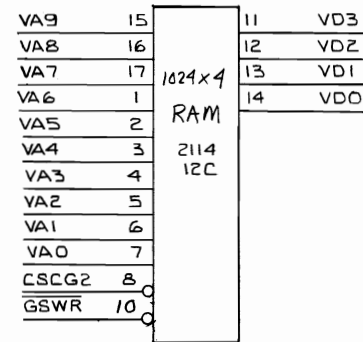 VA9 15 11 VD3
VA8 16 12 VD2
VA7 17 1024x4 13 VD1
VA6 1 RAM 14 VD0
VA5 2
VA4 3 2114
VA3 4 12C
VA2 5
VA1 6
VA0 7
CSCG2 8
GSWR 10